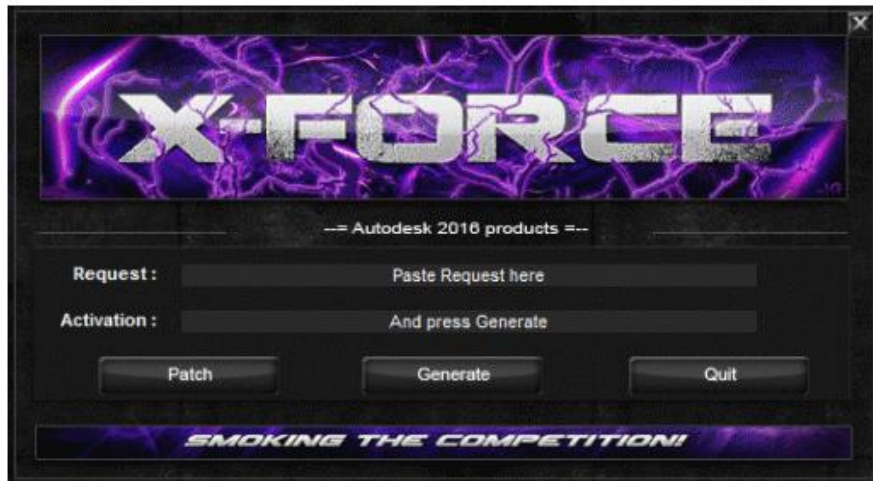 X
X-FORCE
--= Autodesk 2016 products =--
Request : Paste Request here
Activation : And press Generate
Patch Generate Quit
SMOKING THE COMPETITION!